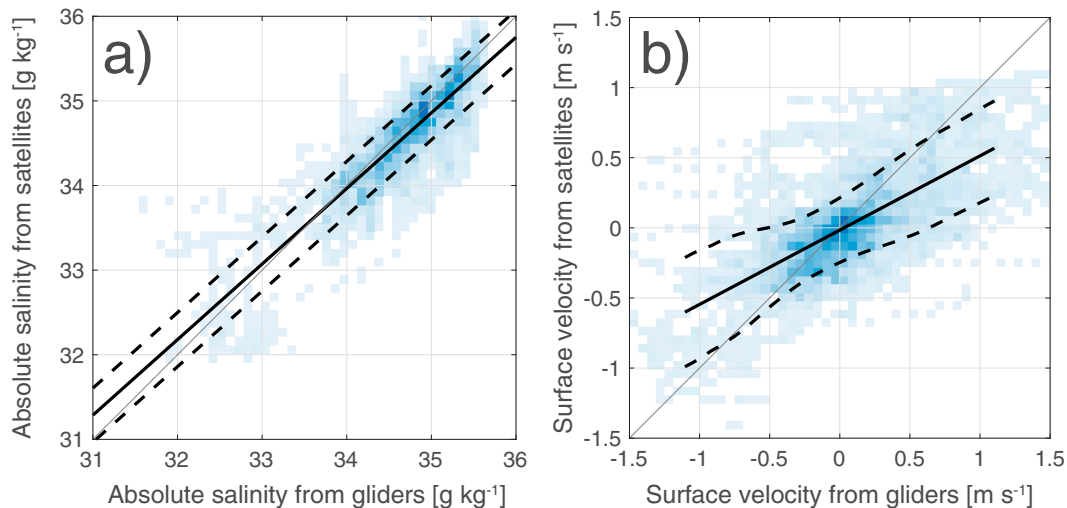 a)
Absolute salinity from satellites [g kg⁻¹]
36
35
34
33
32
31
31 32 33 34 35 36
Absolute salinity from gliders [g kg⁻¹]
b)
Surface velocity from satellites [m s⁻¹]
1.5
1
0.5
0
-0.5
-1
-1.5
-1.5 -1 -0.5 0 0.5 1 1.5
Surface velocity from gliders [m s⁻¹]